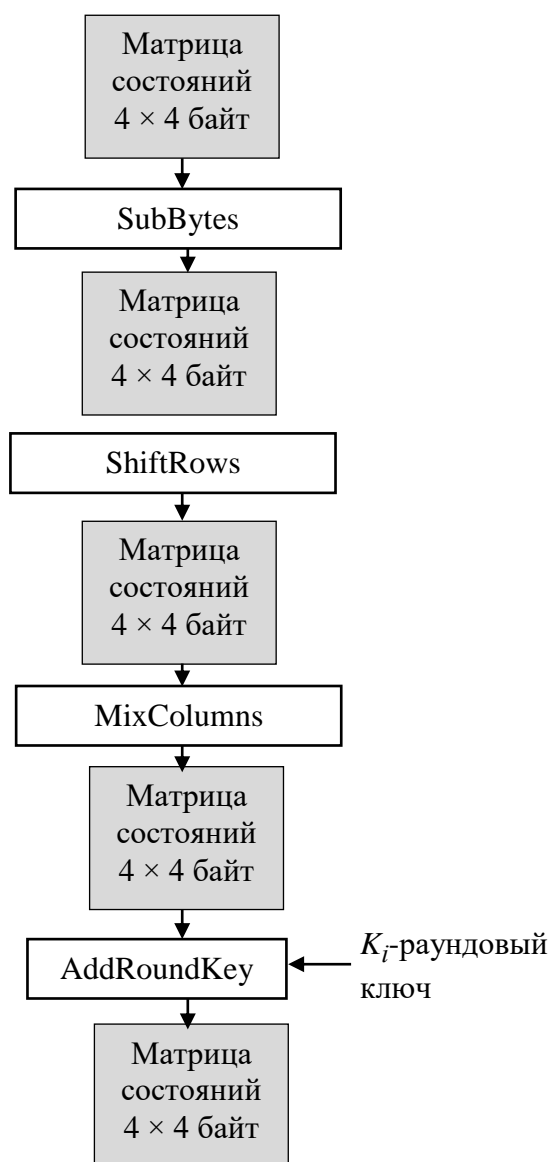 Матрица
состояний
4 × 4 байт
SubBytes
Матрица
состояний
4 × 4 байт
ShiftRows
Матрица
состояний
4 × 4 байт
MixColumns
Матрица
состояний
4 × 4 байт
AddRoundKey
K_i-раундовый
ключ
Матрица
состояний
4 × 4 байт